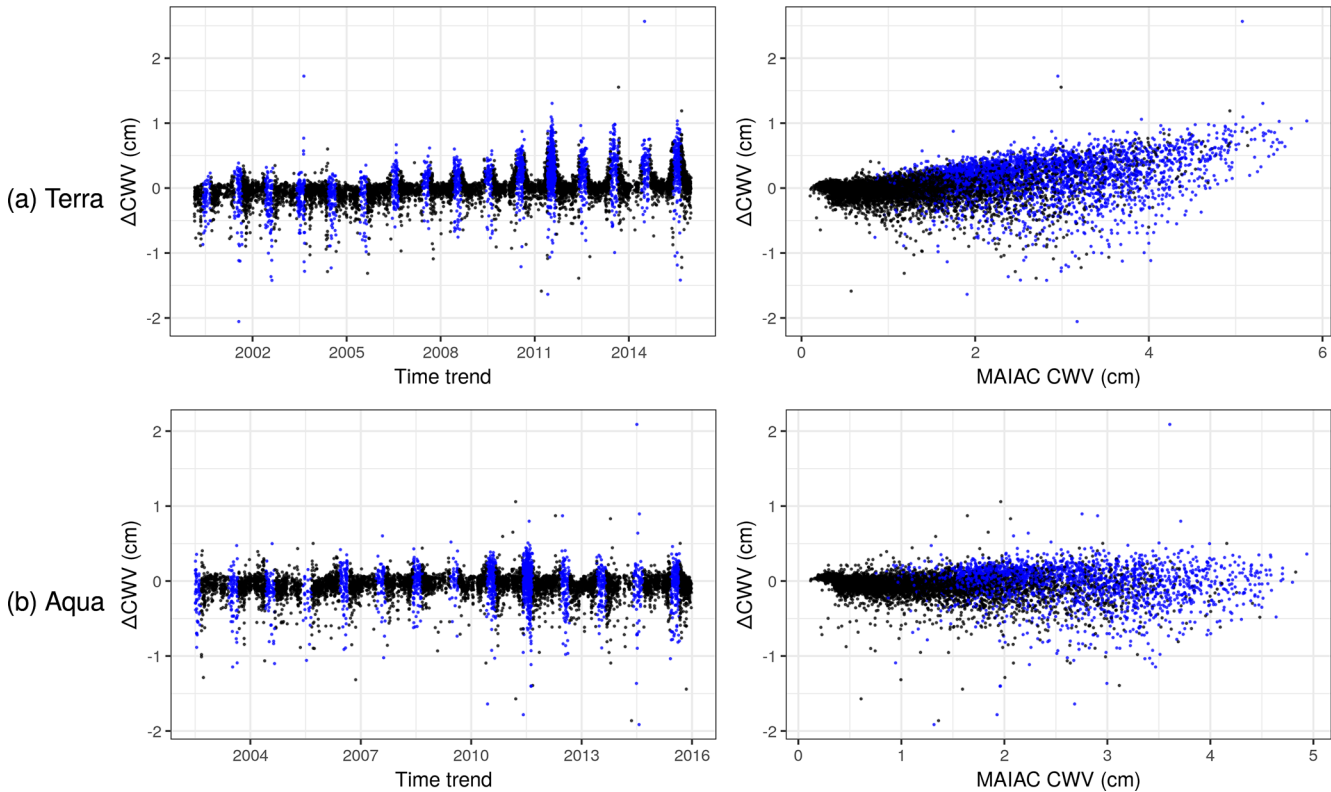 (a) Terra
ΔCWV (cm)
2
1
0
-1
-2
2002 2005 2008 2011 2014
Time trend
ΔCWV (cm)
2
1
0
-1
-2
0 2 4 6
MAIAC CWV (cm)
(b) Aqua
ΔCWV (cm)
2
1
0
-1
-2
2004 2007 2010 2013 2016
Time trend
ΔCWV (cm)
2
1
0
-1
-2
0 1 2 3 4 5
MAIAC CWV (cm)